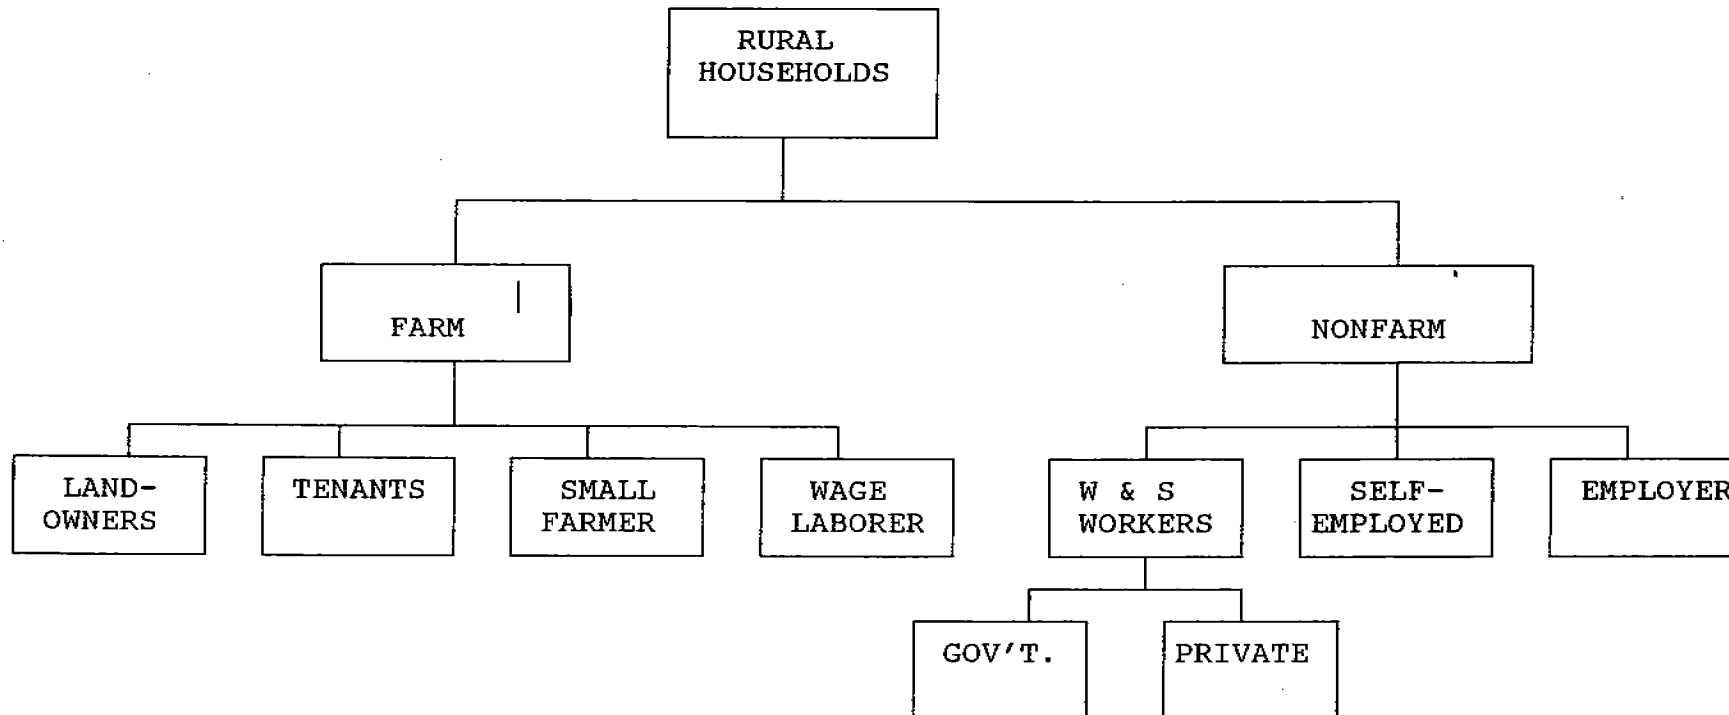 RURAL
HOUSEHOLDS
FARM
NONFARM
LAND-
OWNERS
TENANTS
SMALL
FARMER
WAGE
LABORER
W & S
WORKERS
SELF-
EMPLOYED
EMPLOYER
GOV'T.
PRIVATE